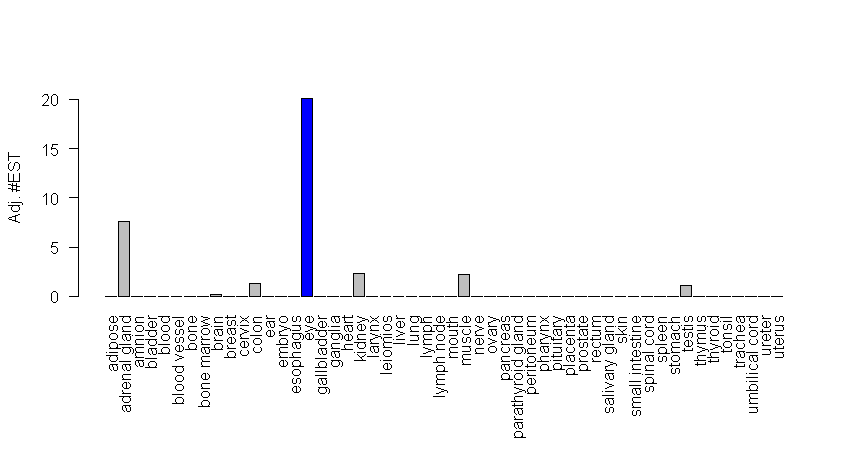 Adj. #EST
20
15
10
5
0
adipose
adrenal gland
amnion
bladder
blood
blood vessel
bone
bone marrow
brain
breast
cervix
colon
ear
embryo
esophagus
eye
gallbladder
ganglia
heart
kidney
larynx
leiomios
liver
lung
lymph
lymph node
mouth
muscle
nerve
ovary
pancreas
parathyroid gland
peritoneum
pharynx
pituitary
placenta
prostate
rectum
salivary gland
skin
small intestine
spinal cord
spleen
stomach
testis
thymus
thyroid
tonsil
trachea
umbilical cord
ureter
uterus